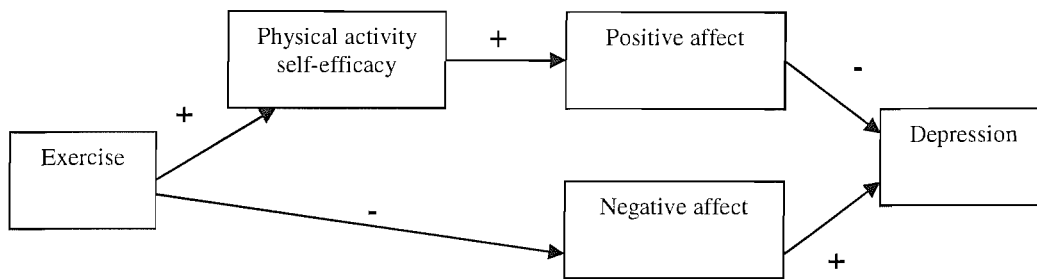 Physical activity
self-efficacy
+
Positive affect
-
+
Exercise
Depression
-
Negative affect
+